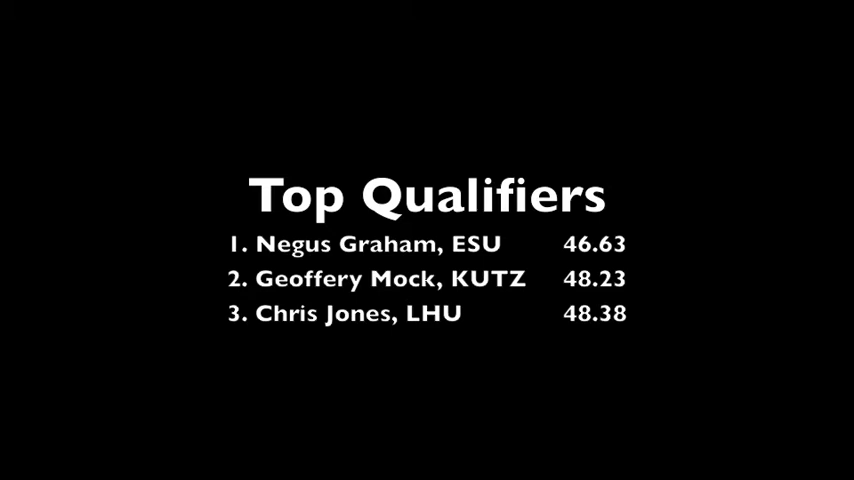 Top Qualifiers
1. Negus Graham, ESU 46.63
2. Geoffery Mock, KUTZ 48.23
3. Chris Jones, LHU 48.38